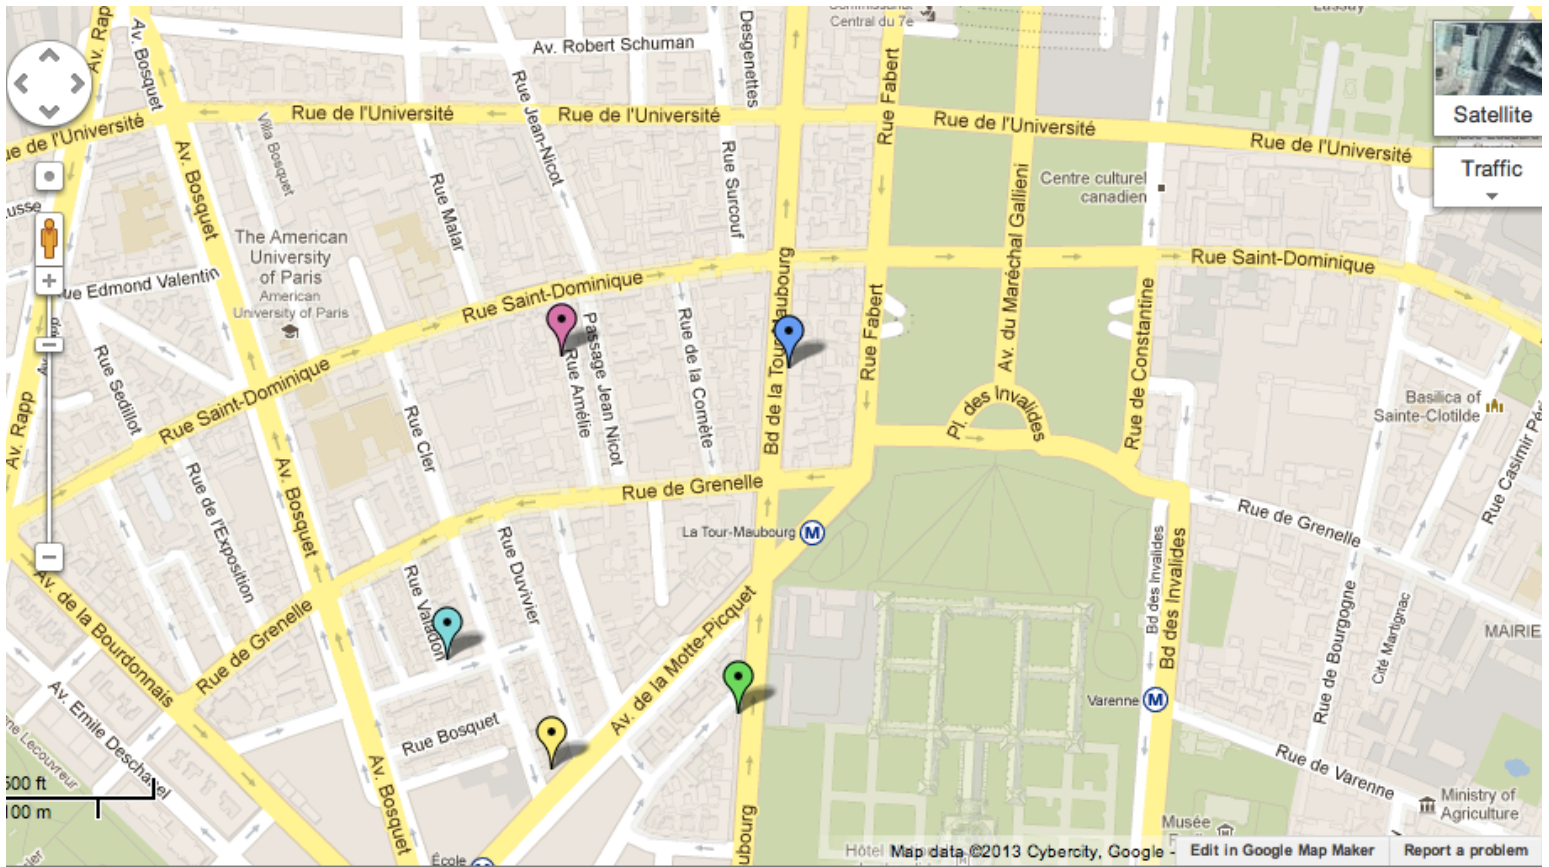 Central du 7e
Lassay
Av. Rapp
Av. Bosquet
Av. Robert Schuman
Desgenettes
Rue Fabert
Satellite
Rue Jean-Nicot
Rue de l'Université
Rue de l'Université
Rue de l'Université
Rue de l'Université
Villa Bosquet
Av. Bosquet
Rue Malar
Rue Surcouf
Traffic
Centre culturel
canadien
Av. du Maréchal Gallieni
The American
University
of Paris
American
University of Paris
Rue Saint-Dominique
Rue Saint-Dominique
Rue Saint-Dominique
Rue Edmond Valentin
Passage Jean Nicot
Rue Amélie
Rue de la Comète
Bd de la Tour-Maubourg
Rue Fabert
Rue de Constantine
Rue Sedillot
Av. Rapp
Rue Cler
Pl. des Invalides
Basilica of
Sainte-Clotilde
Rue Casimir Péri
Av. Bosquet
Rue de l'Exposition
Rue de Grenelle
Rue de Grenelle
Rue de Grenelle
La Tour-Maubourg
M
Rue Duvivier
Rue Valadon
Bd des Invalides
Bd des Invalides
Av. de la Bourdonnais
Av. de la Motte-Picquet
Rue de Bourgogne
Cité Martignac
MAIRIE
Varenne
M
Av. Emile Deschanel
Rue Bosquet
Av. Bosquet
Rue de Varenne
500 ft
100 m
Ministry of
Agriculture
Musée
École
Hôtel
Map data ©2013 Cybercity, Google -
Edit in Google Map Maker
Report a problem